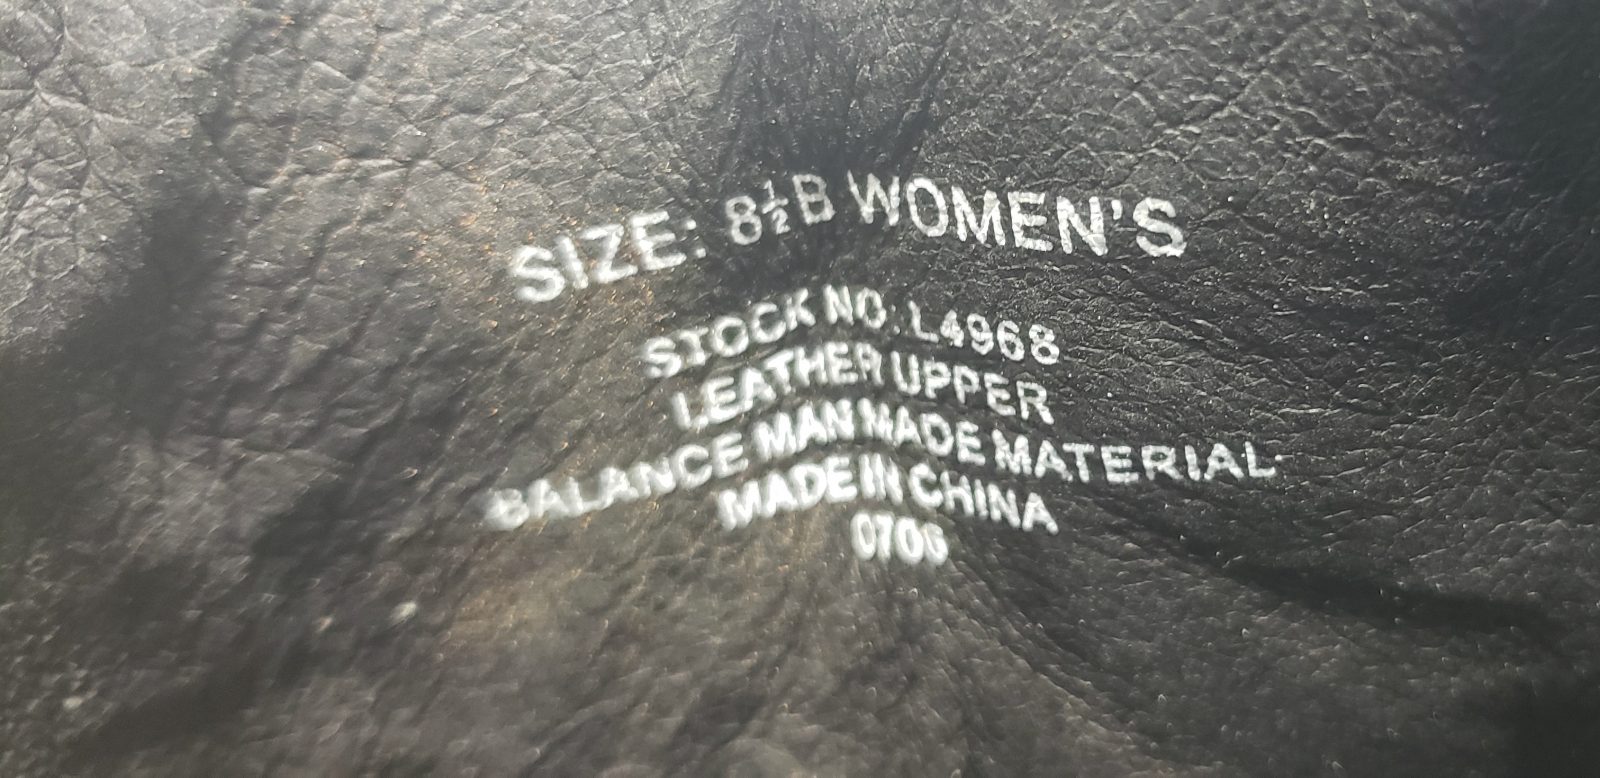 SIZE: 8½B WOMEN'S
STOCK NO. L4968
LEATHER UPPER
BALANCE MAN MADE MATERIAL
MADE IN CHINA
0706